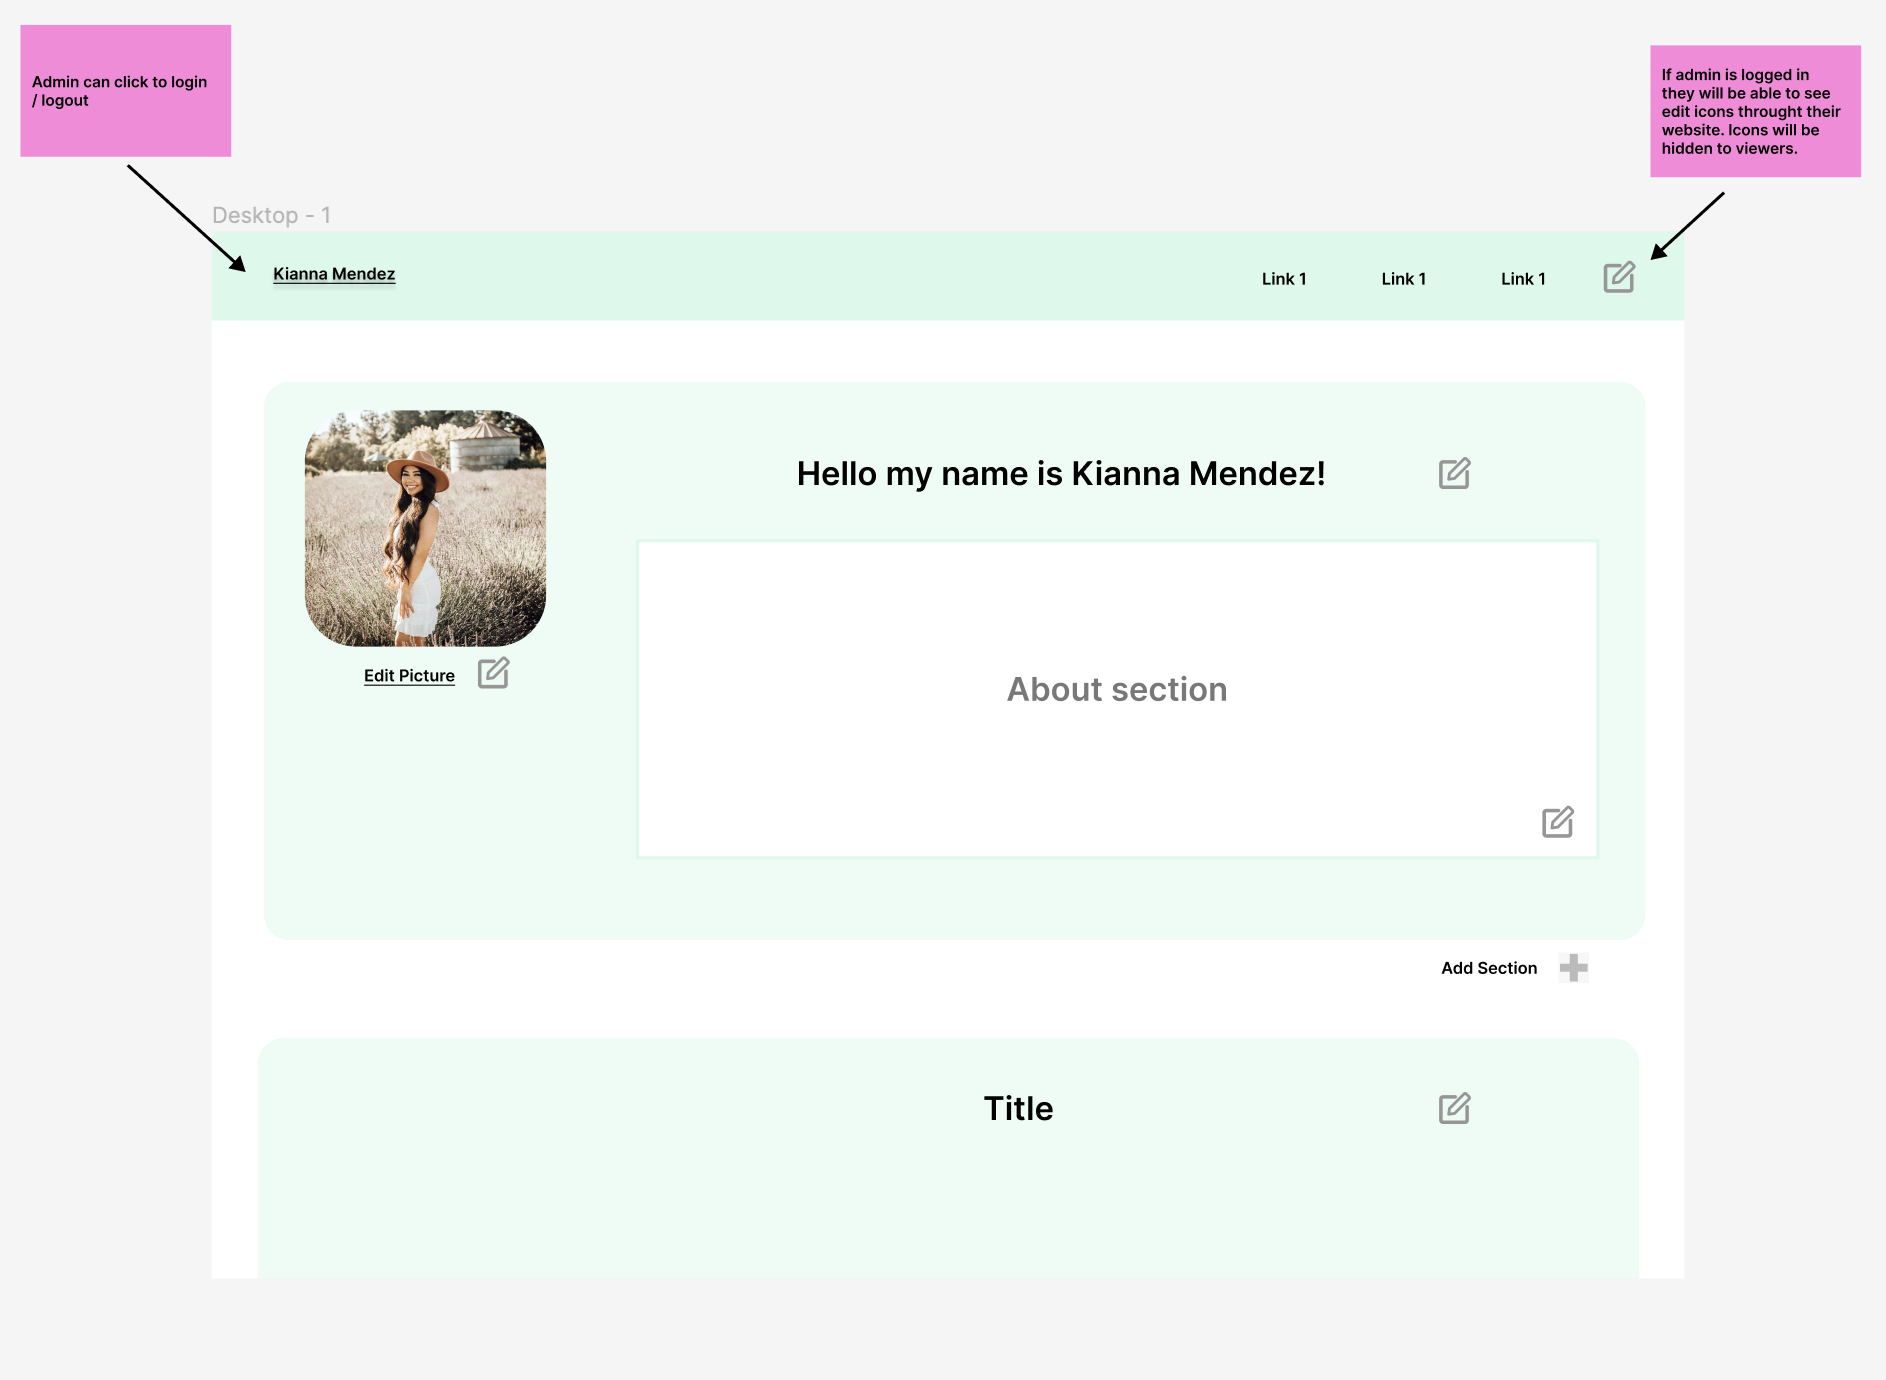 Admin can click to login
/ logout
If admin is logged in
they will be able to see
edit icons throught their
website. Icons will be
hidden to viewers.
Desktop - 1
Kianna Mendez
Link 1
Link 1
Link 1
Hello my name is Kianna Mendez!
Edit Picture
About section
Add Section
Title